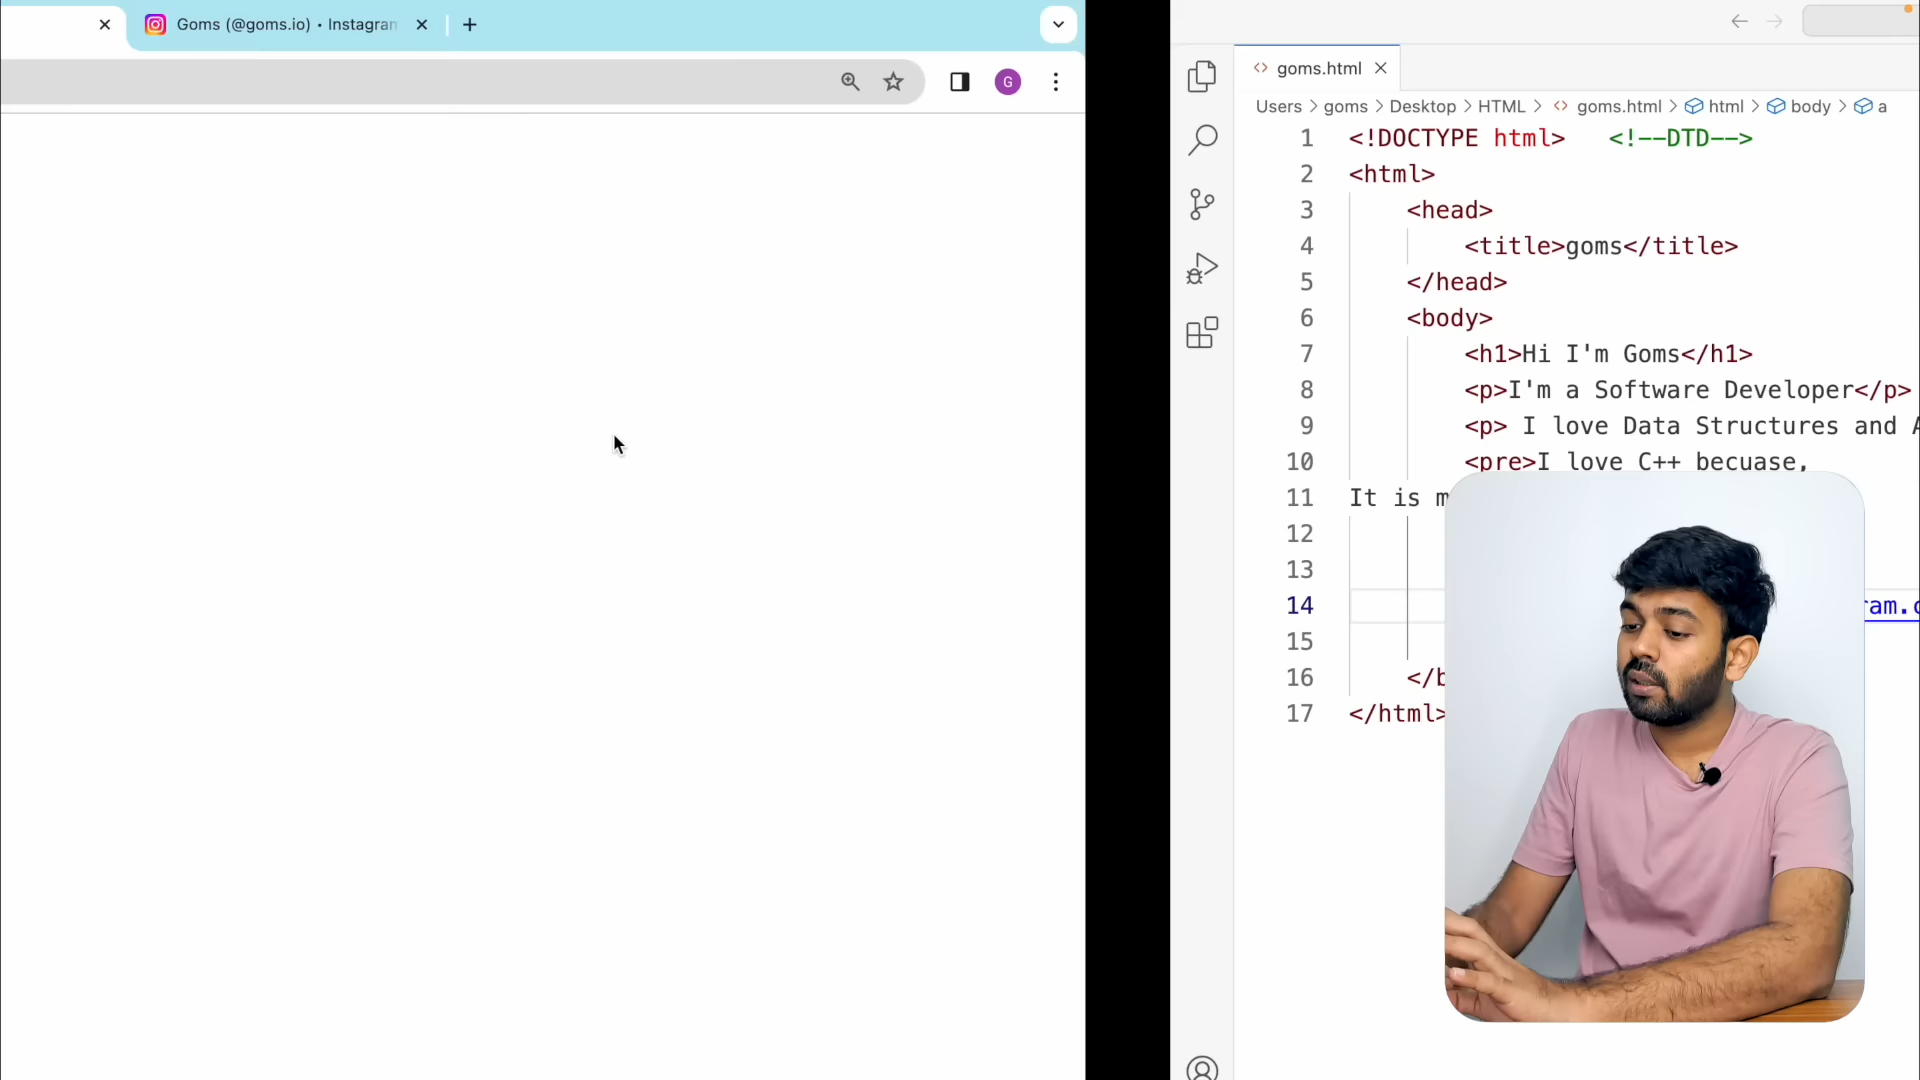 Goms (@goms.io) • Instagram
G
goms.html
Users > goms > Desktop > HTML > goms.html > html > body > a
1 <!DOCTYPE html> <!--DTD-->
2 <html>
3 <head>
4 <title>goms</title>
5 </head>
6 <body>
7 <h1>Hi I'm Goms</h1>
8 <p>I'm a Software Developer</p>
9 <p> I love Data Structures and A
10 <pre>I love C++ becuase,
11 It is m
12
13
14 ram.c
15
16 </b
17 </html>